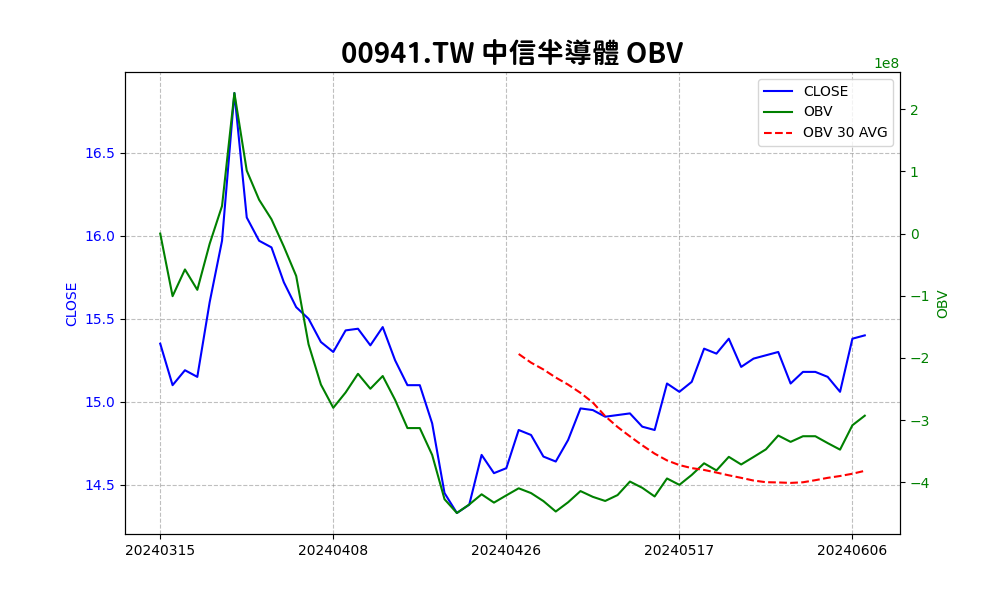 00941.TW 中信半導體 OBV
1e8
CLOSE
OBV
OBV 30 AVG
16.5
16.0
15.5
15.0
14.5
CLOSE
2
1
0
−1
−2
−3
−4
OBV
20240315
20240408
20240426
20240517
20240606